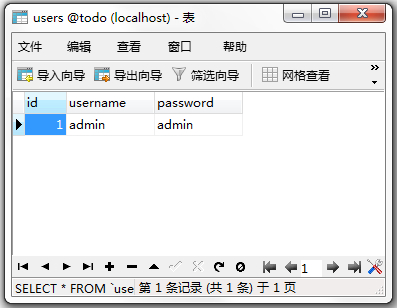 users @todo (localhost) - 表
文件 编辑 查看 窗口 帮助
导入向导 导出向导 筛选向导 网格查看
id username password
1 admin admin
1
SELECT * FROM `use 第 1 条记录 (共 1 条) 于 1 页